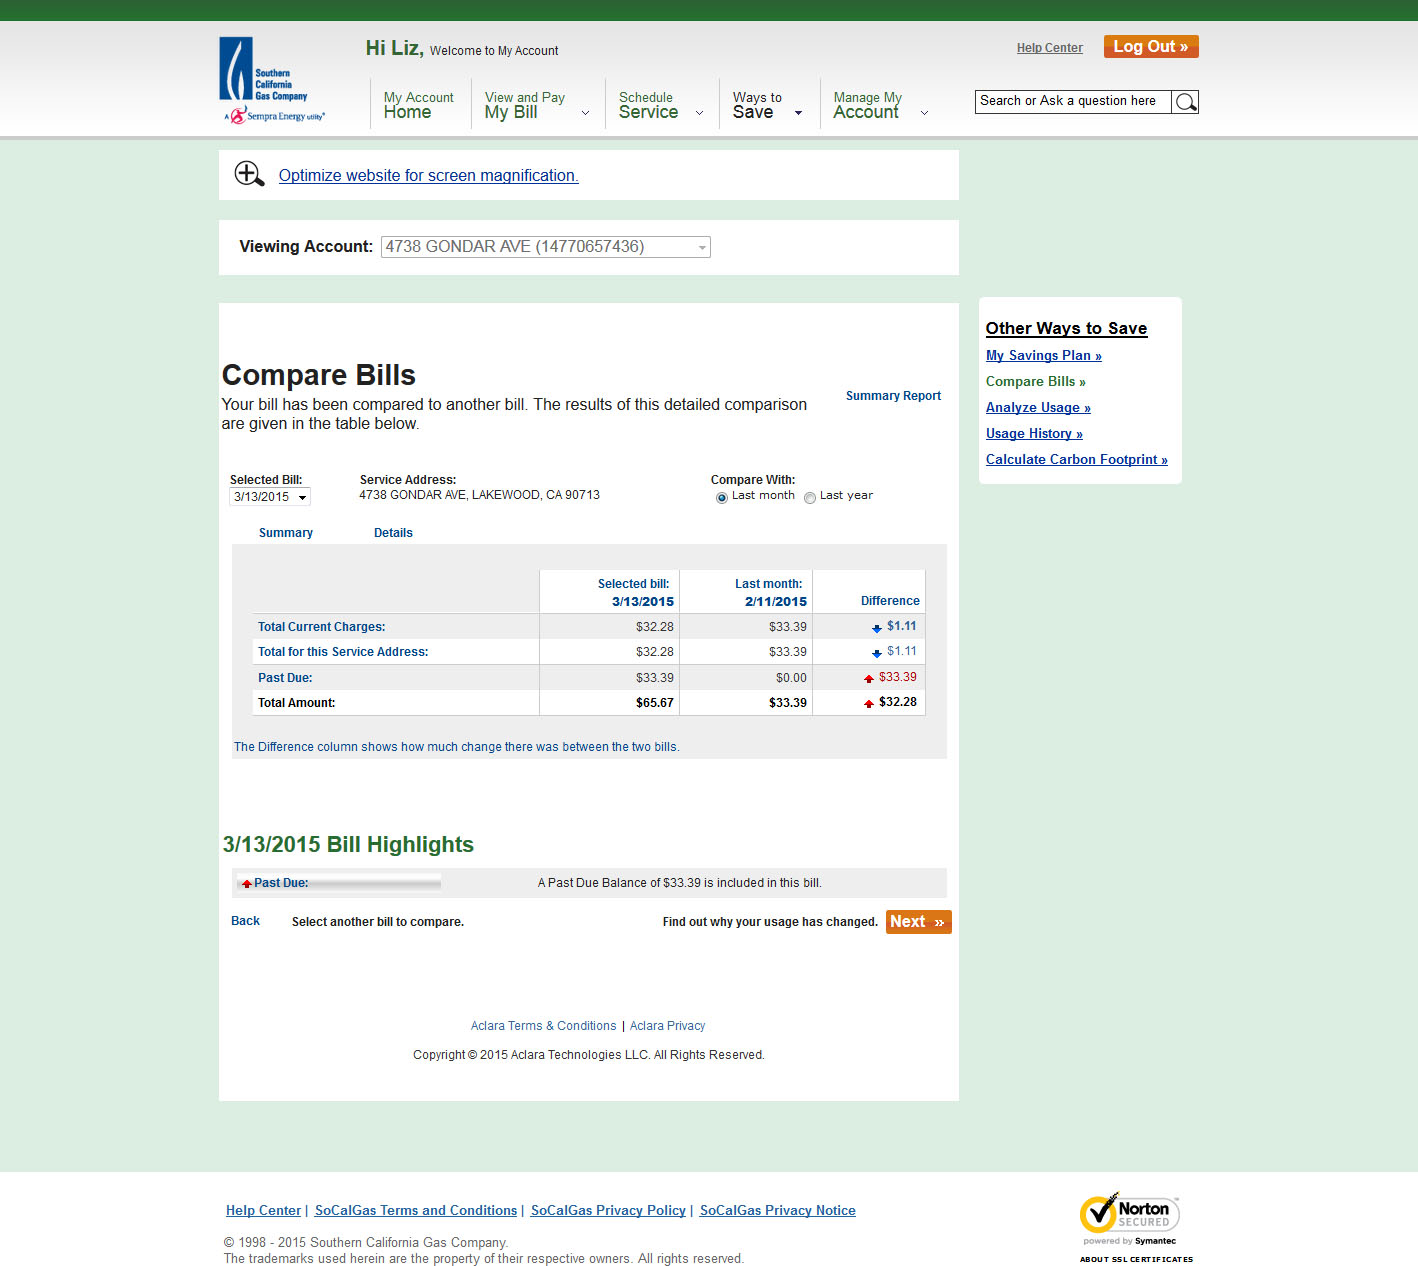 Southern
California
Gas Company
A Sempra Energy utility®
Hi Liz, Welcome to My Account
Help Center
Log Out »
My Account
Home
View and Pay
My Bill
Schedule
Service
Ways to
Save
Manage My
Account
Search or Ask a question here
Optimize website for screen magnification.
Viewing Account: 4738 GONDAR AVE (14770657436)
Compare Bills
Your bill has been compared to another bill. The results of this detailed comparison
are given in the table below.
Summary Report
Selected Bill:
3/13/2015
Service Address:
4738 GONDAR AVE, LAKEWOOD, CA 90713
Compare With:
Last month Last year
Summary Details
Selected bill: Last month:
3/13/2015 2/11/2015 Difference
Total Current Charges: $32.28 $33.39 $1.11
Total for this Service Address: $32.28 $33.39 $1.11
Past Due: $33.39 $0.00 $33.39
Total Amount: $65.67 $33.39 $32.28
The Difference column shows how much change there was between the two bills.
3/13/2015 Bill Highlights
Past Due: A Past Due Balance of $33.39 is included in this bill.
Back Select another bill to compare. Find out why your usage has changed. Next »
Aclara Terms & Conditions | Aclara Privacy
Copyright © 2015 Aclara Technologies LLC. All Rights Reserved.
Other Ways to Save
My Savings Plan »
Compare Bills »
Analyze Usage »
Usage History »
Calculate Carbon Footprint »
Help Center | SoCalGas Terms and Conditions | SoCalGas Privacy Policy | SoCalGas Privacy Notice
© 1998 - 2015 Southern California Gas Company.
The trademarks used herein are the property of their respective owners. All rights reserved.
Norton
SECURED
powered by Symantec
ABOUT SSL CERTIFICATES